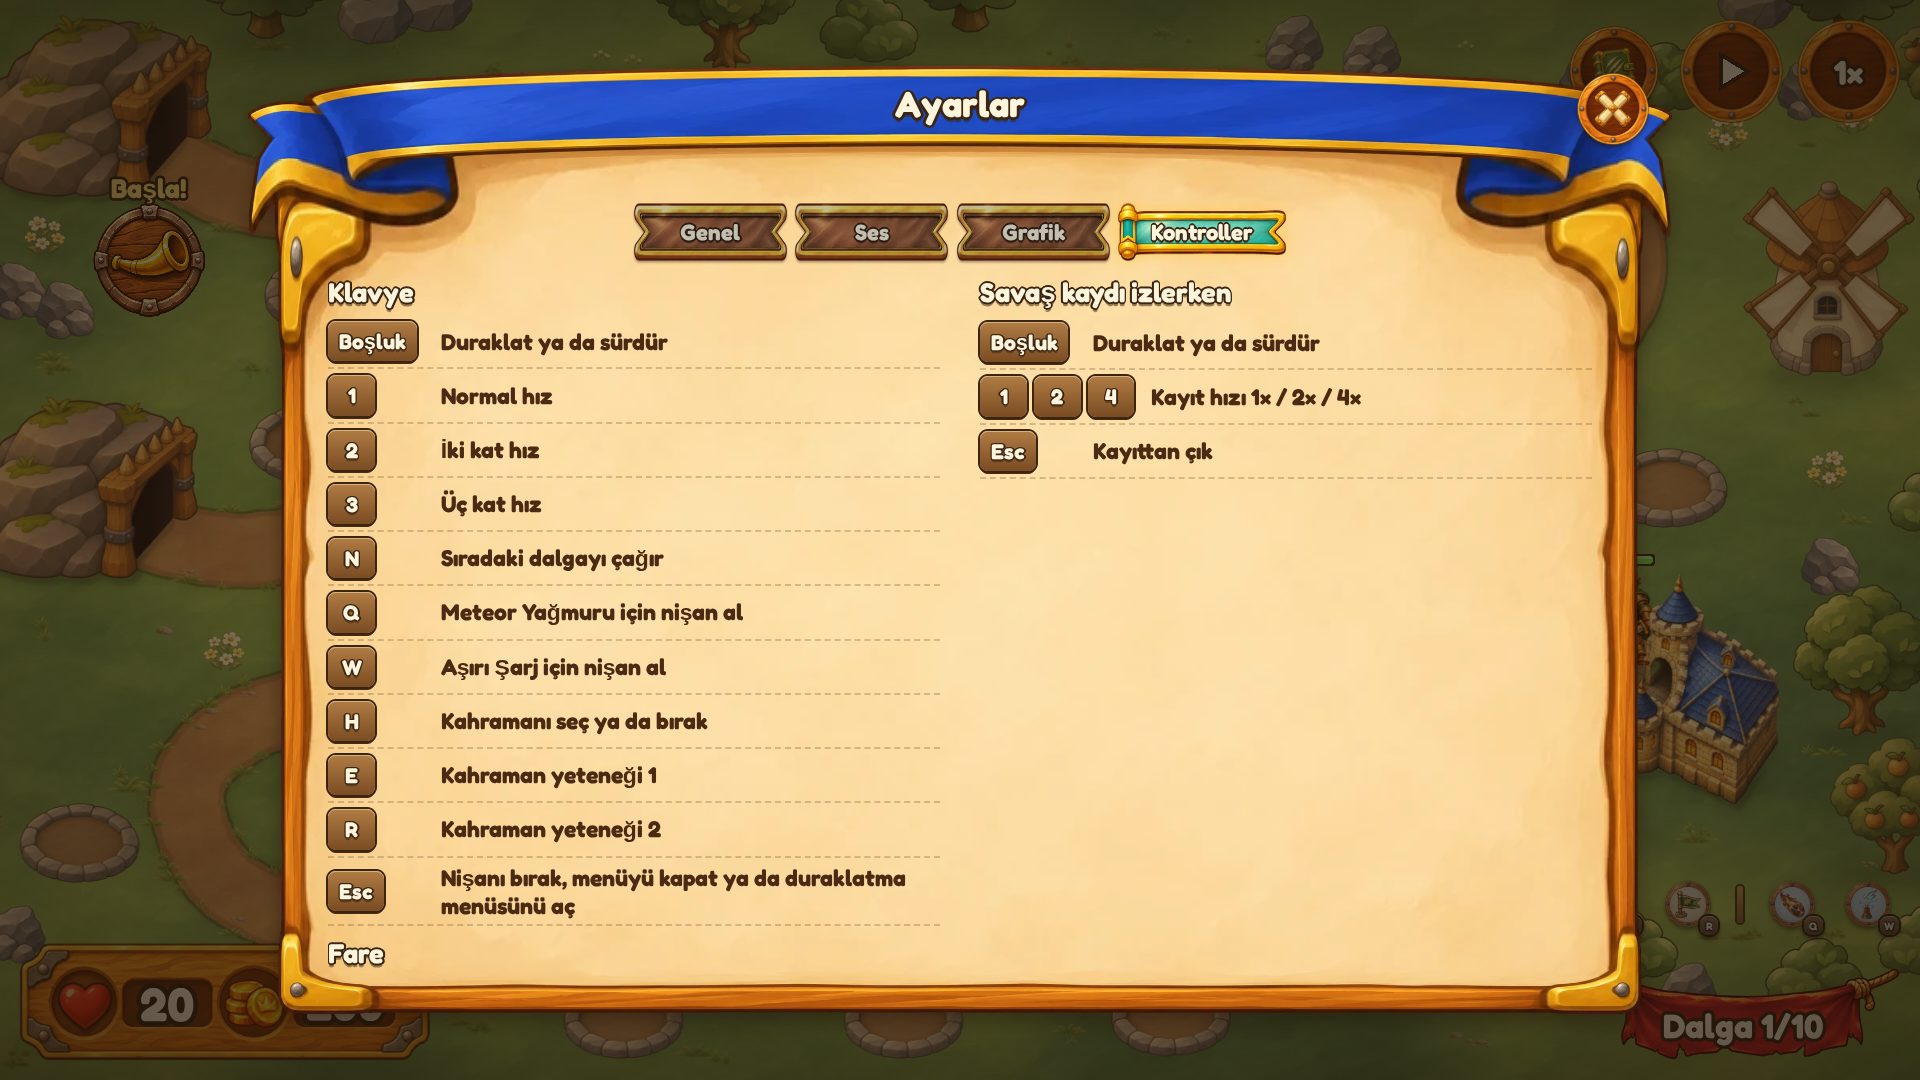 Ayarlar
1x
Başla!
Genel
Ses
Grafik
Kontroller
Klavye
Boşluk Duraklat ya da sürdür
1 Normal hız
2 İki kat hız
3 Üç kat hız
N Sıradaki dalgayı çağır
Q Meteor Yağmuru için nişan al
W Aşırı Şarj için nişan al
H Kahramanı seç ya da bırak
E Kahraman yeteneği 1
R Kahraman yeteneği 2
Esc Nişanı bırak, menüyü kapat ya da duraklatma
menüsünü aç
Fare
Savaş kaydı izlerken
Boşluk Duraklat ya da sürdür
1 2 4 Kayıt hızı 1x / 2x / 4x
Esc Kayıttan çık
R
Q
W
20
Dalga 1/10